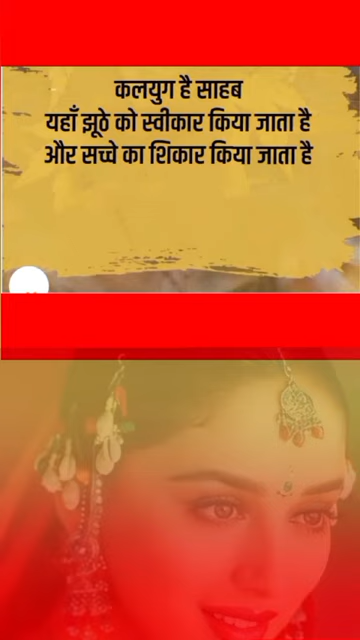 कलयुग है साहब
यहाँ झूठे को स्वीकार किया जाता है
और सच्चे का शिकार किया जाता है